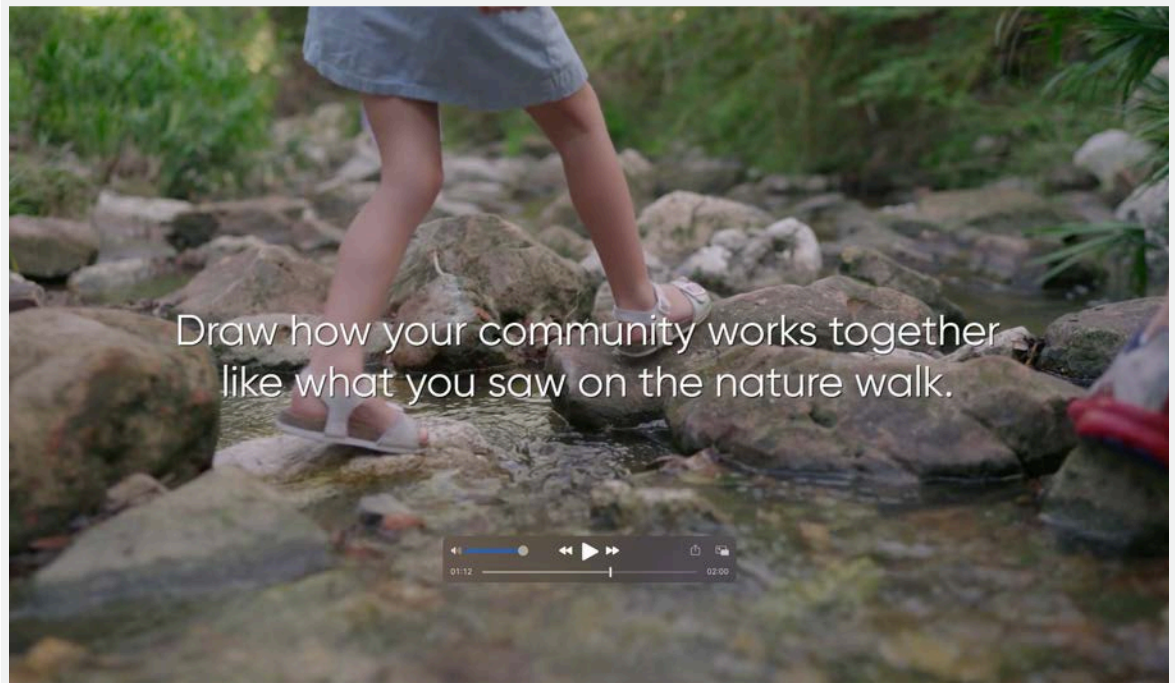 Draw how your community works together
like what you saw on the nature walk.
01:12 02:00